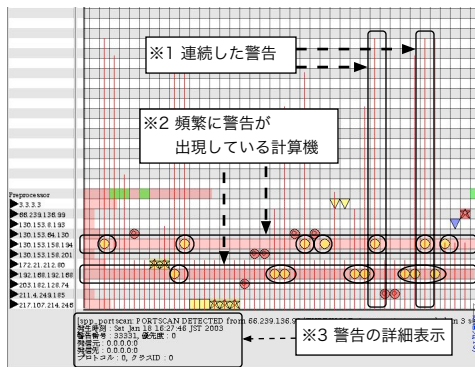 ※1 連続した警告
※2 頻繁に警告が
出現している計算機
Preprocessor
3.3.3.3
66.239.136.99
130.153.8.193
130.153.64.130
130.153.158.194
130.153.158.201
172.21.212.80
192.168.192.168
203.182.128.74
211.4.249.185
217.107.214.246
[spp_portscan: PORTSCAN DETECTED from 66.239.136.9
発生時刻 : Sat Jan 18 16:27:46 JST 2003
警告番号 : 33331, 優先度 : 0
発信元 : 0.0.0.0:0
発信先 : 0.0.0.0:0
プロトコル : 0, クラスID : 0
※3 警告の詳細表示